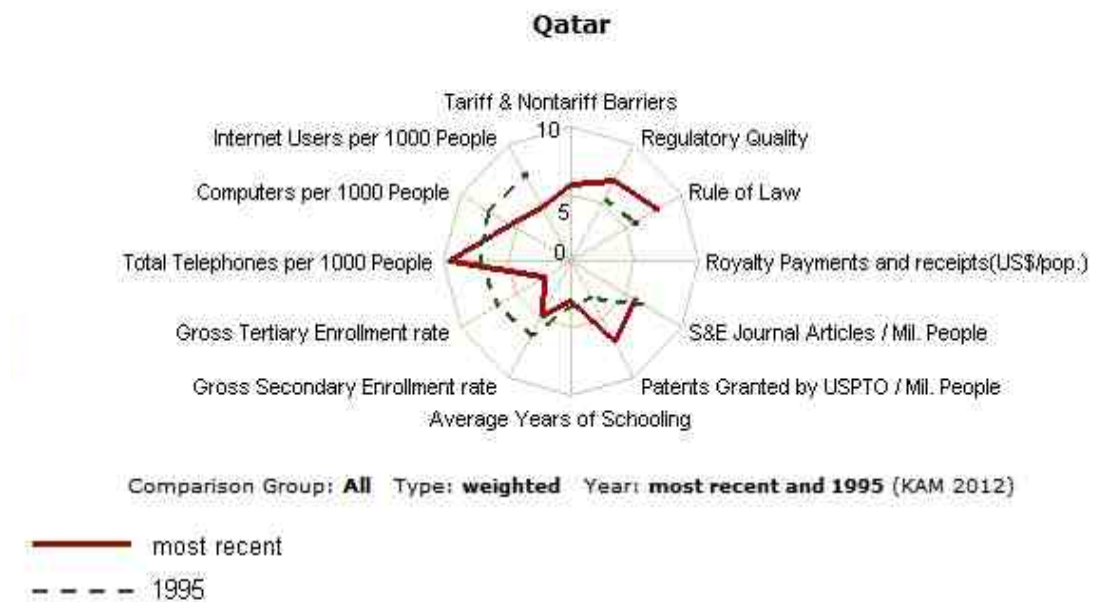 Qatar
Tariff & Nontariff Barriers
Internet Users per 1000 People
10
Regulatory Quality
Computers per 1000 People
Rule of Law
5
0
Total Telephones per 1000 People
Royalty Payments and receipts(US$/pop.)
Gross Tertiary Enrollment rate
S&E Journal Articles / Mil. People
Gross Secondary Enrollment rate
Patents Granted by USPTO / Mil. People
Average Years of Schooling
Comparison Group: All Type: weighted Year: most recent and 1995 (KAM 2012)
most recent
1995